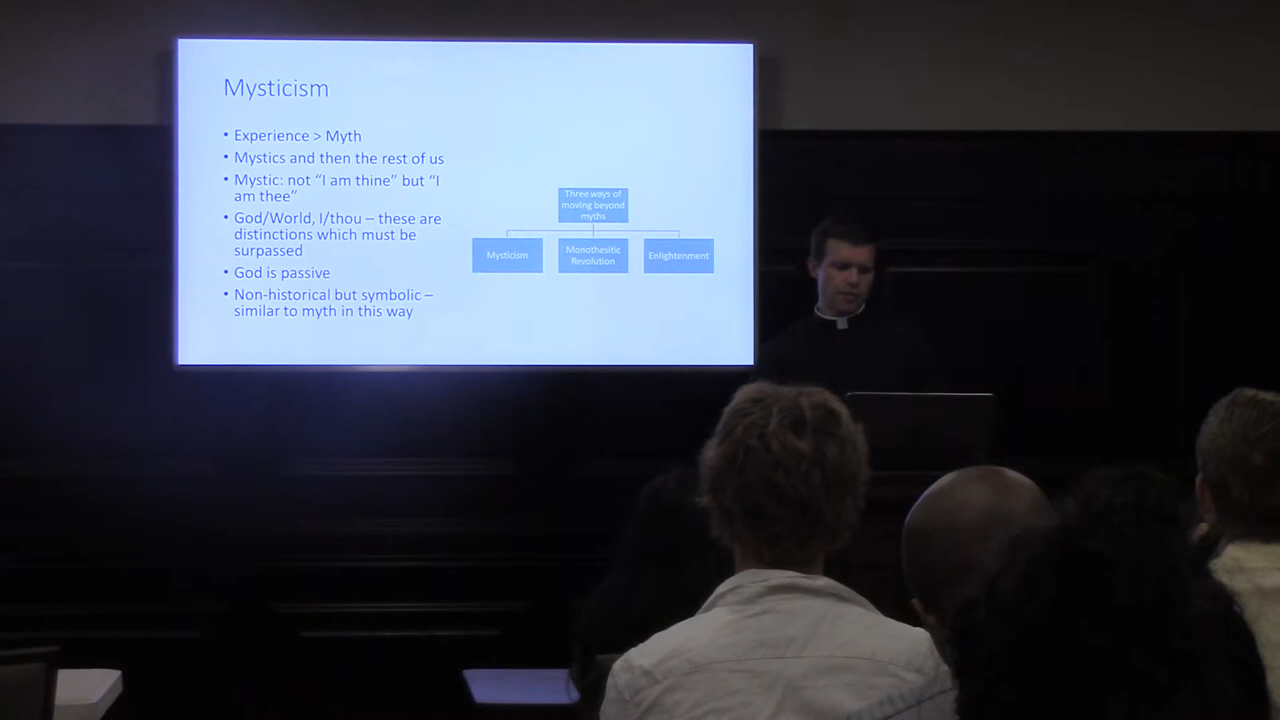 Mysticism
• Experience > Myth
• Mystics and then the rest of us
• Mystic: not “I am thine” but “I
am thee”
• God/World, I/thou – these are
distinctions which must be
surpassed
• God is passive
• Non-historical but symbolic –
similar to myth in this way
Three ways of
moving beyond
myths
Mysticism
Monothesitic
Revolution
Enlightenment